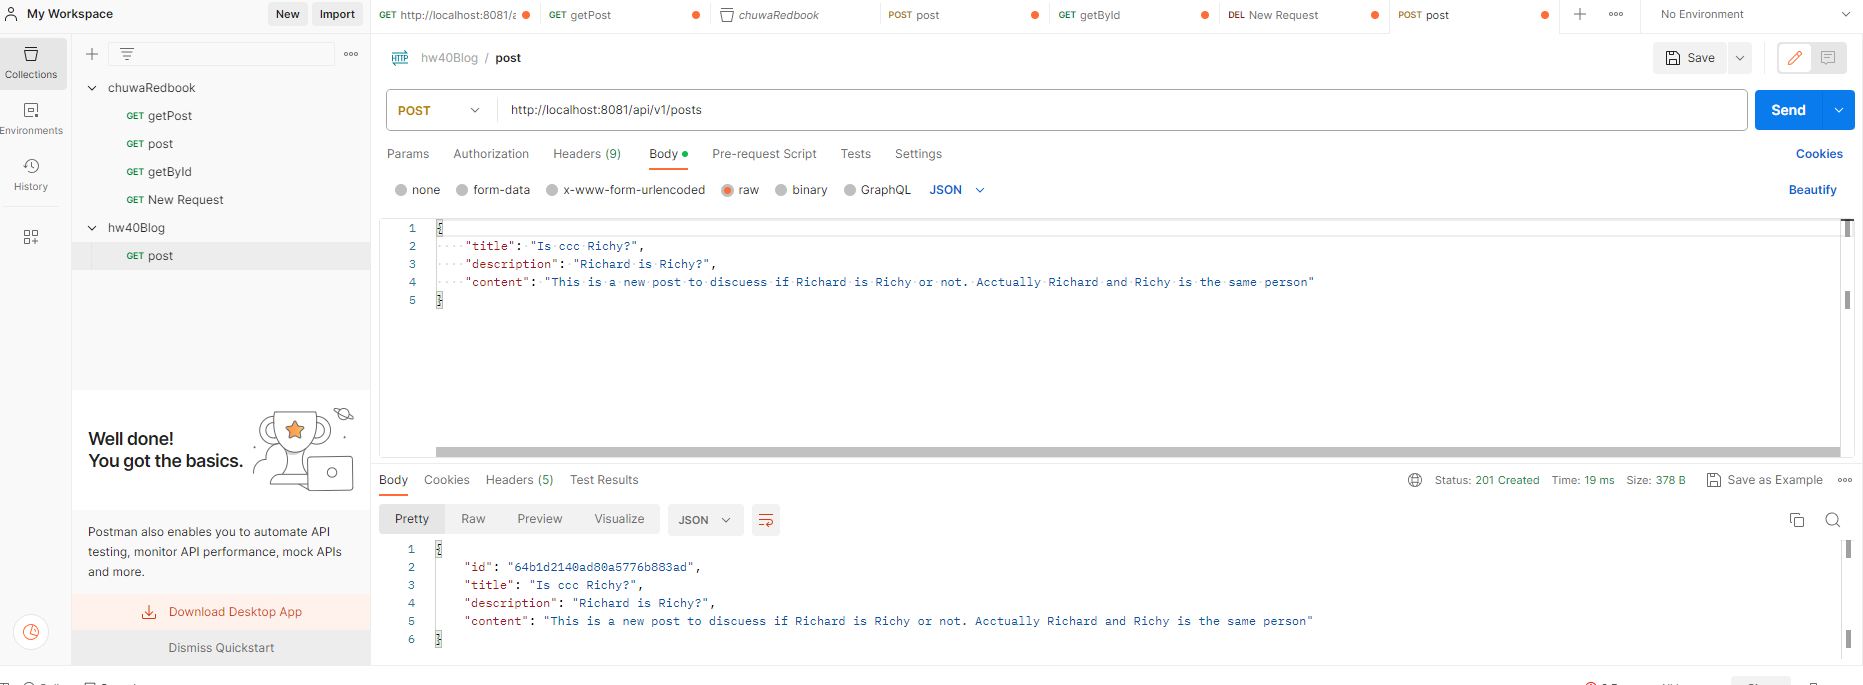 My Workspace
New
Import
GET http://localhost:8081/a
GET getPost
chuwaRedbook
POST post
GET getById
DEL New Request
POST post
No Environment
Collections
Environments
History
chuwaRedbook
GET getPost
GET post
GET getById
GET New Request
hw40Blog
GET post
Well done!
You got the basics.
Postman also enables you to automate API
testing, monitor API performance, mock APIs
and more.
Download Desktop App
Dismiss Quickstart
HTTP hw40Blog / post
Save
POST http://localhost:8081/api/v1/posts
Send
Params Authorization Headers (9) Body Pre-request Script Tests Settings
Cookies
none form-data x-www-form-urlencoded raw binary GraphQL JSON
Beautify
1 {
2 "title": "Is ccc Richy?",
3 "description": "Richard is Richy?",
4 "content": "This is a new post to discuess if Richard is Richy or not. Acctually Richard and Richy is the same person"
5 }
Body Cookies Headers (5) Test Results
Status: 201 Created Time: 19 ms Size: 378 B
Save as Example
Pretty Raw Preview Visualize JSON
1 {
2 "id": "64b1d2140ad80a5776b883ad",
3 "title": "Is ccc Richy?",
4 "description": "Richard is Richy?",
5 "content": "This is a new post to discuess if Richard is Richy or not. Acctually Richard and Richy is the same person"
6 }